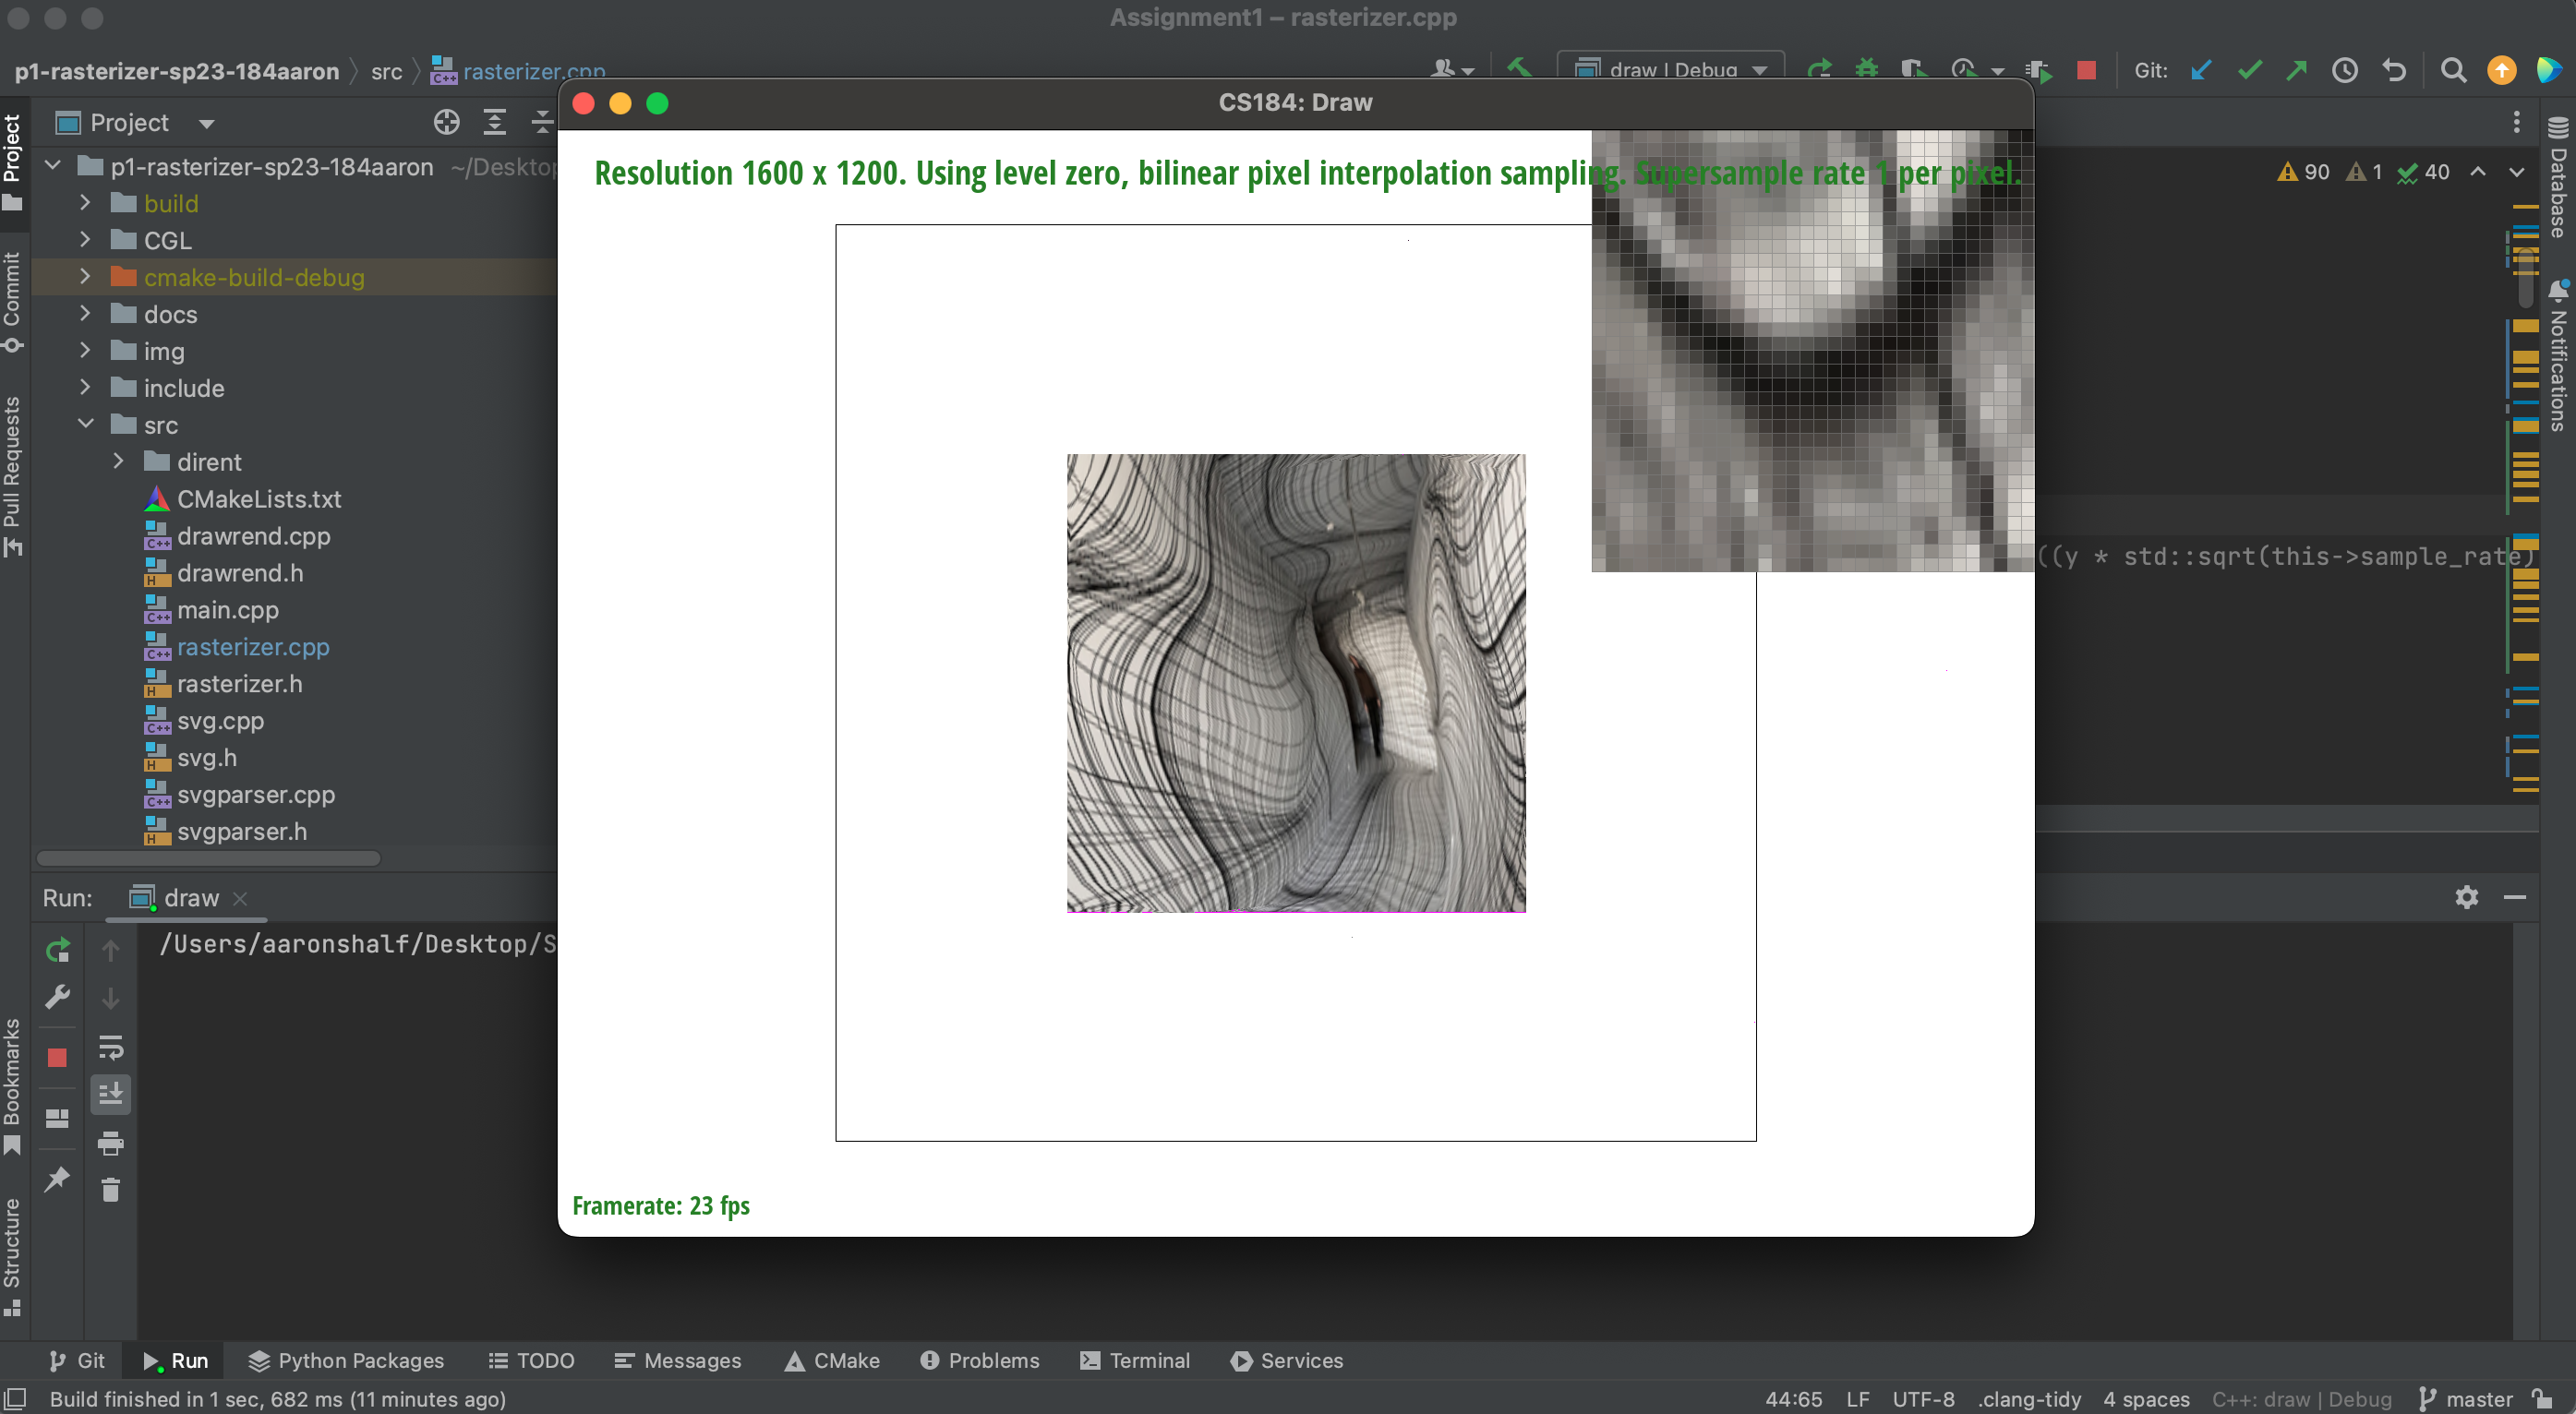 Assignment1 – rasterizer.cpp
p1-rasterizer-sp23-184aaron
src
rasterizer.cpp
draw | Debug
Git:
Project
CS184: Draw
Resolution 1600 x 1200. Using level zero, bilinear pixel interpolation sampling. Supersample rate 1 per pixel.
90
1
40
p1-rasterizer-sp23-184aaron ~/Desktop
build
CGL
cmake-build-debug
docs
img
include
src
dirent
CMakeLists.txt
drawrend.cpp
drawrend.h
main.cpp
rasterizer.cpp
rasterizer.h
svg.cpp
svg.h
svgparser.cpp
svgparser.h
((y * std::sqrt(this->sample_rate)
Project
Commit
Pull Requests
Bookmarks
Structure
Database
Notifications
Run:
draw
/Users/aaronshalf/Desktop/S
Framerate: 23 fps
Git
Run
Python Packages
TODO
Messages
CMake
Problems
Terminal
Services
Build finished in 1 sec, 682 ms (11 minutes ago)
44:65
LF
UTF-8
.clang-tidy
4 spaces
C++: draw | Debug
master